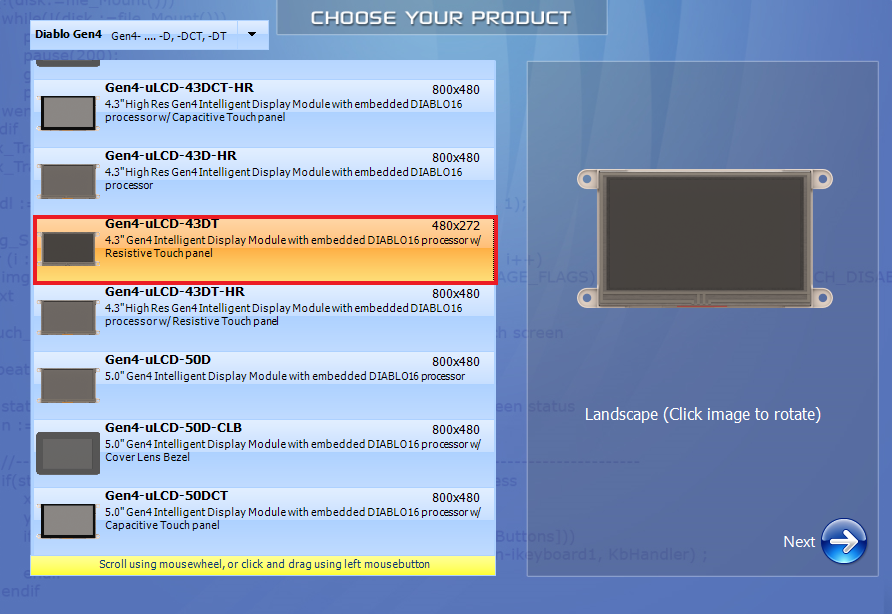 CHOOSE YOUR PRODUCT
Diablo Gen4 Gen4- .... -D, -DCT, -DT
Gen4-uLCD-43DCT-HR 800x480
4.3" High Res Gen4 Intelligent Display Module with embedded DIABLO16
processor w/ Capacitive Touch panel
Gen4-uLCD-43D-HR 800x480
4.3" High Res Gen4 Intelligent Display Module with embedded DIABLO16
processor
Gen4-uLCD-43DT 480x272
4.3" Gen4 Intelligent Display Module with embedded DIABLO16 processor w/
Resistive Touch panel
Gen4-uLCD-43DT-HR 800x480
4.3" High Res Gen4 Intelligent Display Module with embedded DIABLO16
processor w/ Resistive Touch panel
Gen4-uLCD-50D 800x480
5.0" Gen4 Intelligent Display Module with embedded DIABLO16 processor
Gen4-uLCD-50D-CLB 800x480
5.0" Gen4 Intelligent Display Module with embedded DIABLO16 processor w/
Cover Lens Bezel
Gen4-uLCD-50DCT 800x480
5.0" Gen4 Intelligent Display Module with embedded DIABLO16 processor w/
Capacitive Touch panel
Scroll using mousewheel, or click and drag using left mousebutton
Landscape (Click image to rotate)
Next